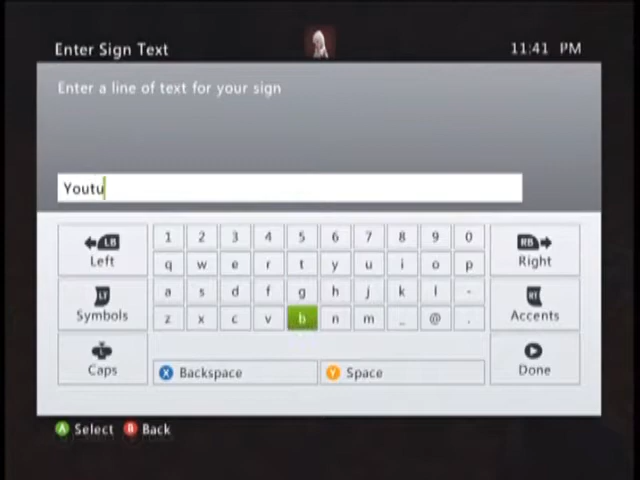 Enter Sign Text 11:41 PM
Enter a line of text for your sign
Youtu
LB Left 1 2 3 4 5 6 7 8 9 0 RB Right
q w e r t y u i o p
LT Symbols a s d f g h j k l - RT Accents
z x c v b n m _ @ .
L Caps X Backspace Y Space Done
A Select B Back